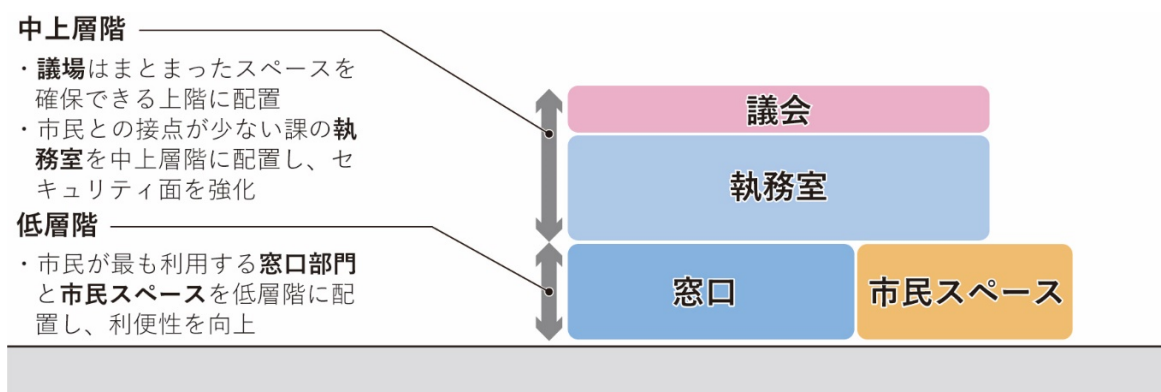 中上層階
・議場はまとまったスペースを
確保できる上階に配置
・市民との接点が少ない課の執
務室を中上層階に配置し、セ
キュリティ面を強化
低層階
・市民が最も利用する窓口部門
と市民スペースを低層階に配
置し、利便性を向上
議会
執務室
窓口
市民スペース